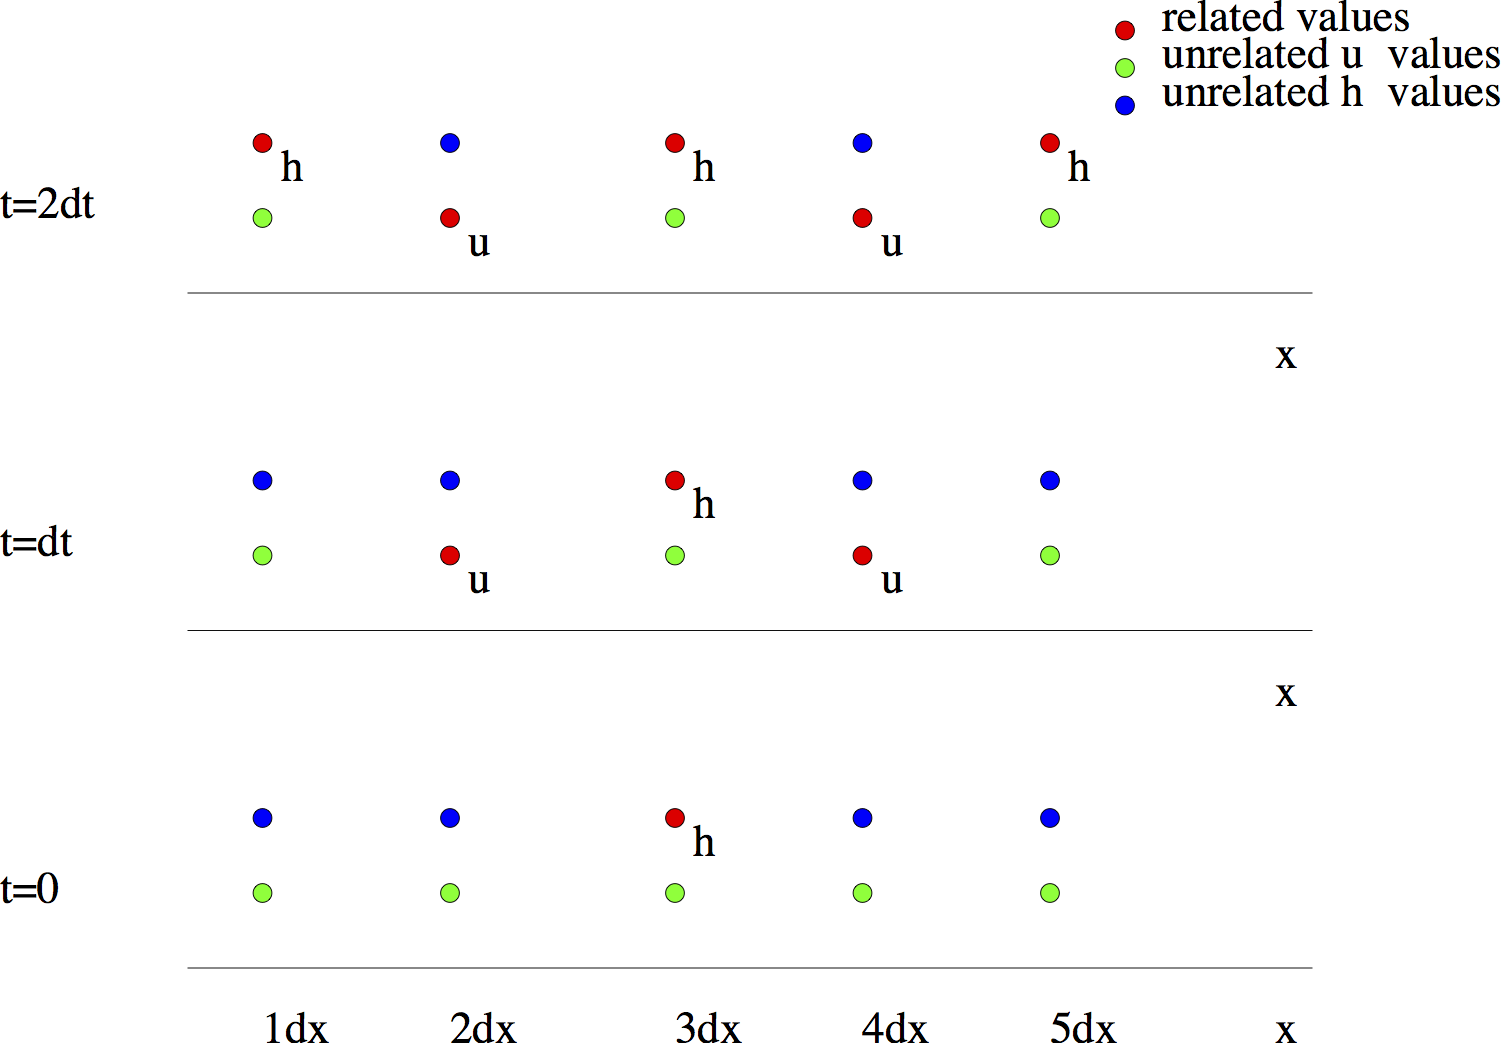 related values
unrelated u values
unrelated h values
h h h
t=2dt
u u
x
h
t=dt
u u
x
h
t=0
1dx 2dx 3dx 4dx 5dx x